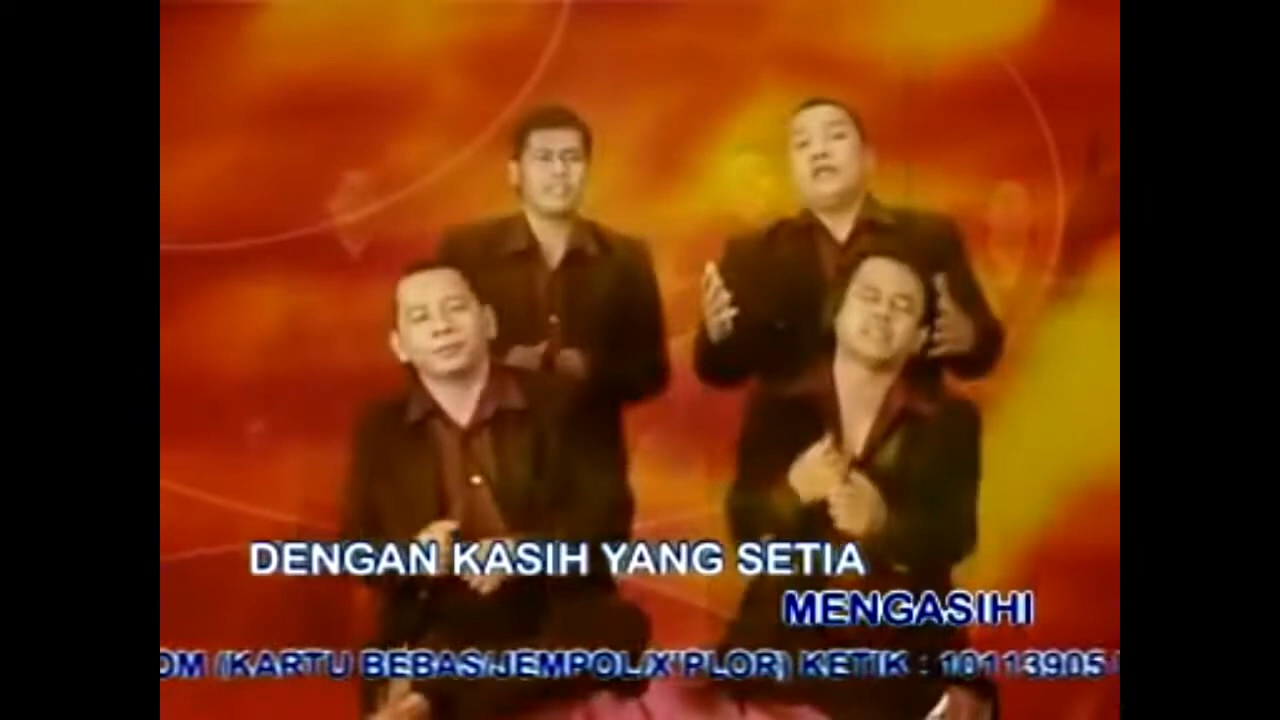 DENGAN KASIH YANG SETIA
MENGASIHI
OM (KARTU BEBAS/JEMPOL/X'PLOR) KETIK : 10113905